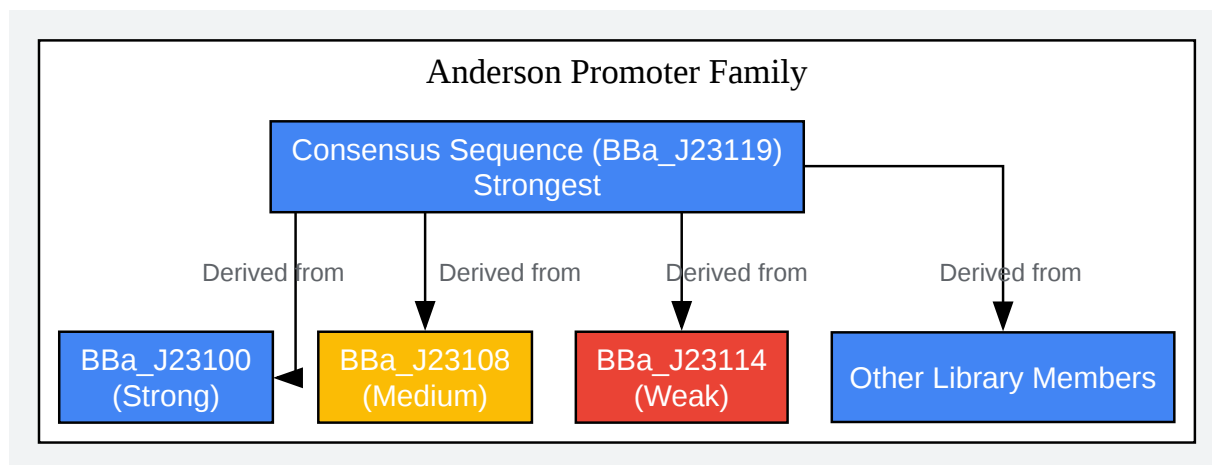 Anderson Promoter Family
Consensus Sequence (BBa_J23119)
Strongest
Derived from
Derived from
Derived from
Derived from
BBa_J23100
(Strong)
BBa_J23108
(Medium)
BBa_J23114
(Weak)
Other Library Members